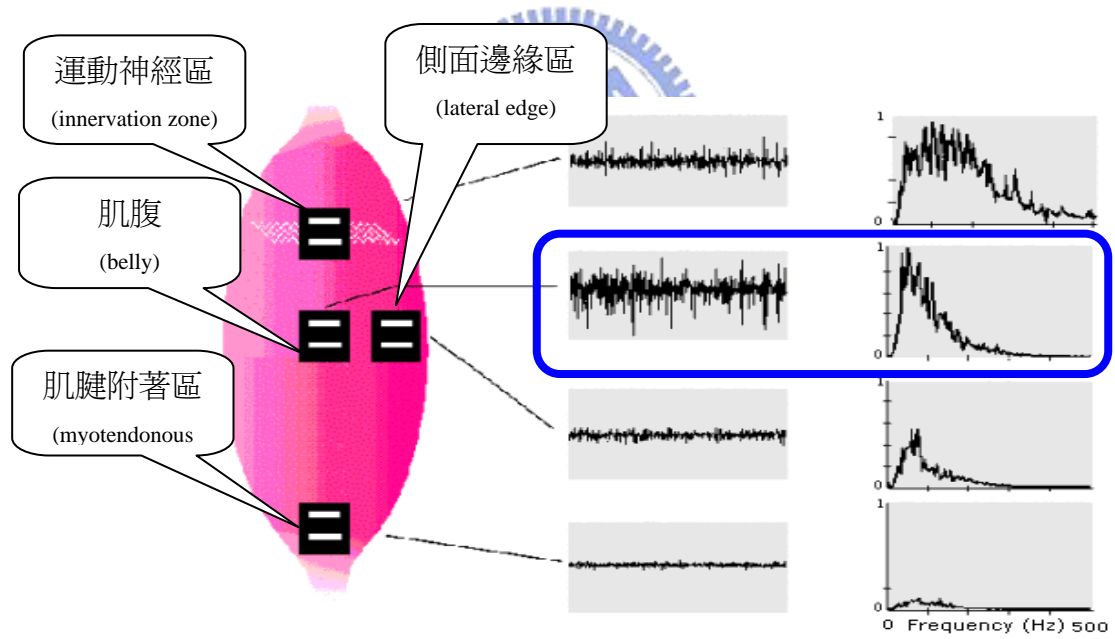 運動神經區
(innervation zone)
側面邊緣區
(lateral edge)
肌腹
(belly)
肌腱附著區
(myotendonous
1
0
1
0
1
0
1
0
0 Frequency (Hz) 500